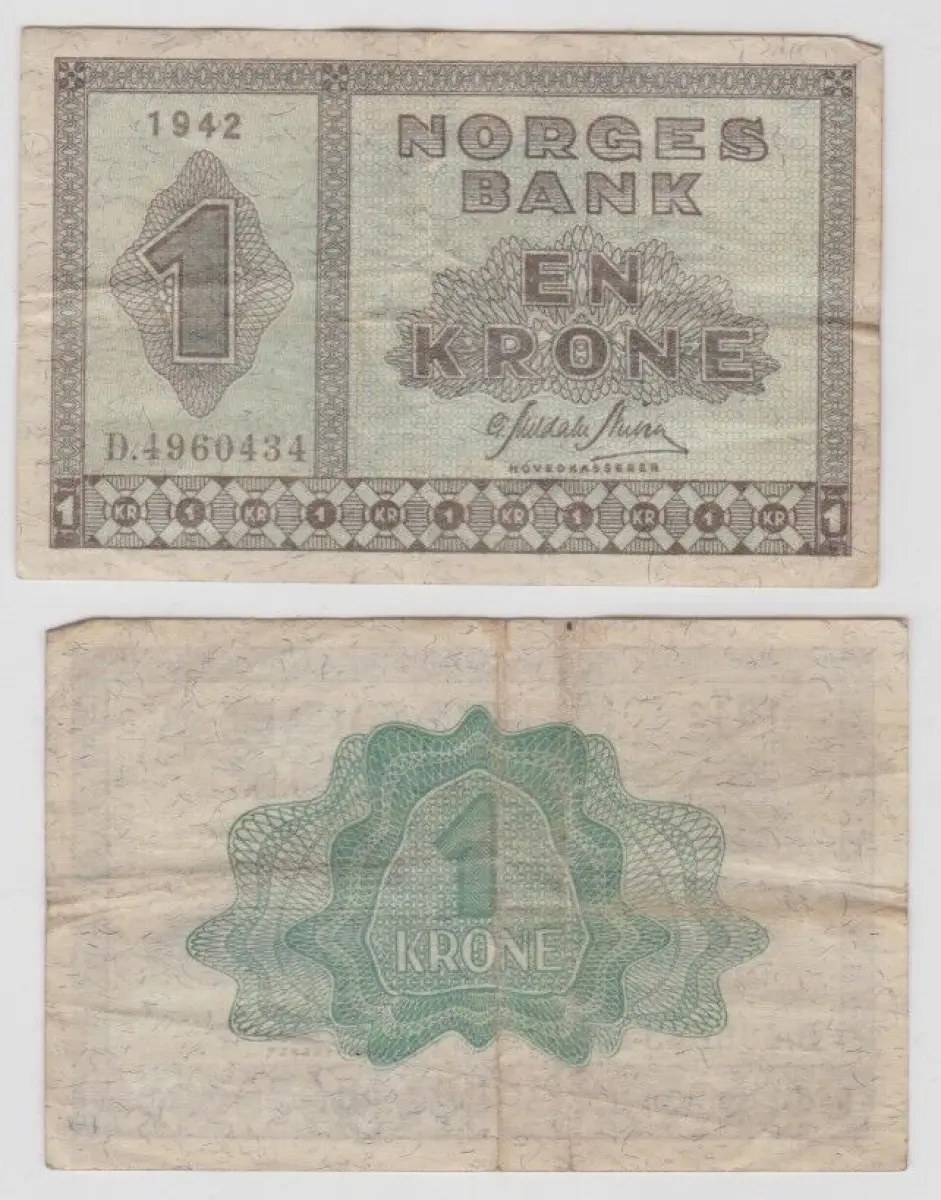 1942
1
D.4960434
NORGES
BANK
EN
KRONE
HOVEDKASSERER
1 KR 1 KR 1 KR 1 KR 1 KR 1 KR 1
1
KRONE